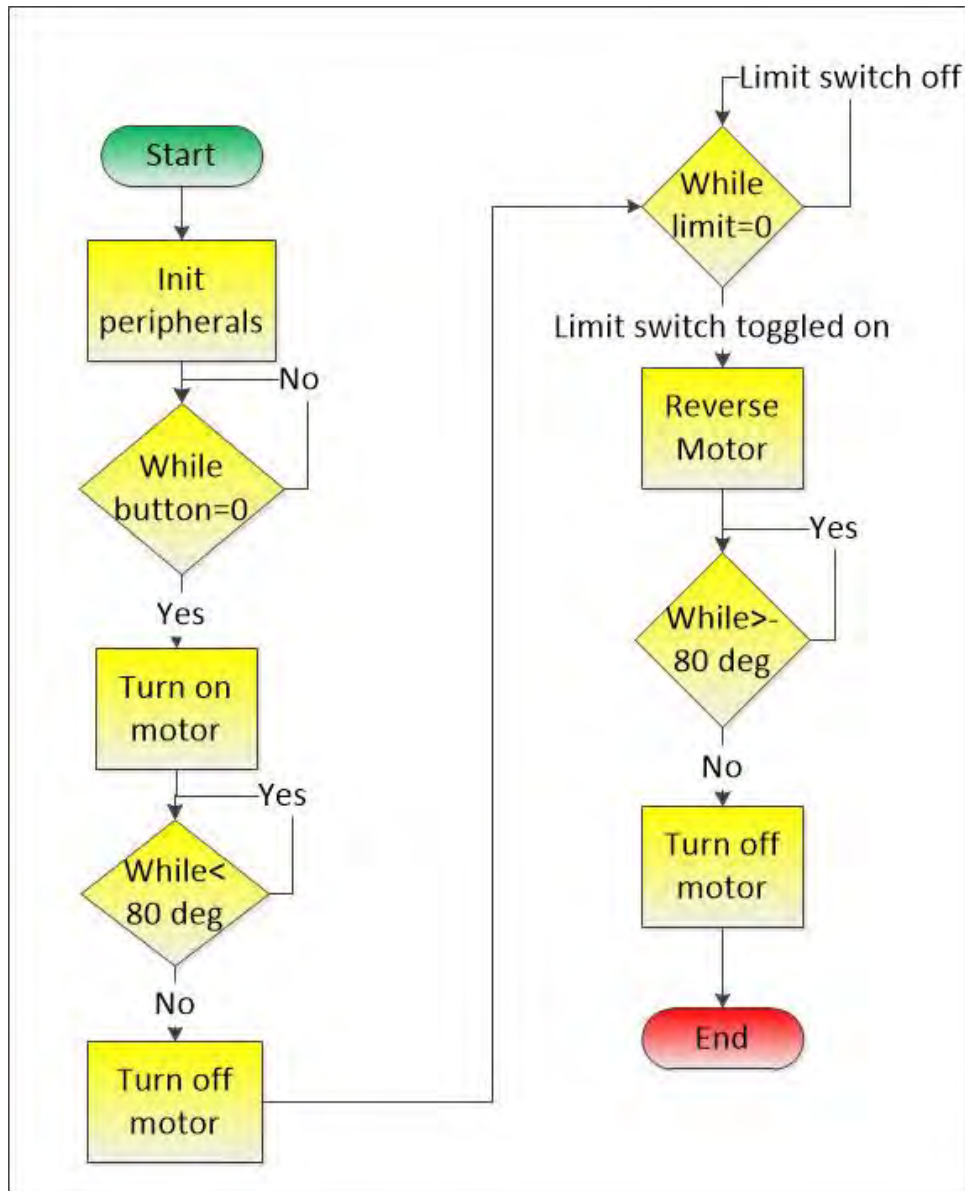 Start
Init
peripherals
No
While
button=0
Yes
Turn on
motor
Yes
While<
80 deg
No
Turn off
motor
Limit switch off
While
limit=0
Limit switch toggled on
Reverse
Motor
Yes
While>-
80 deg
No
Turn off
motor
End